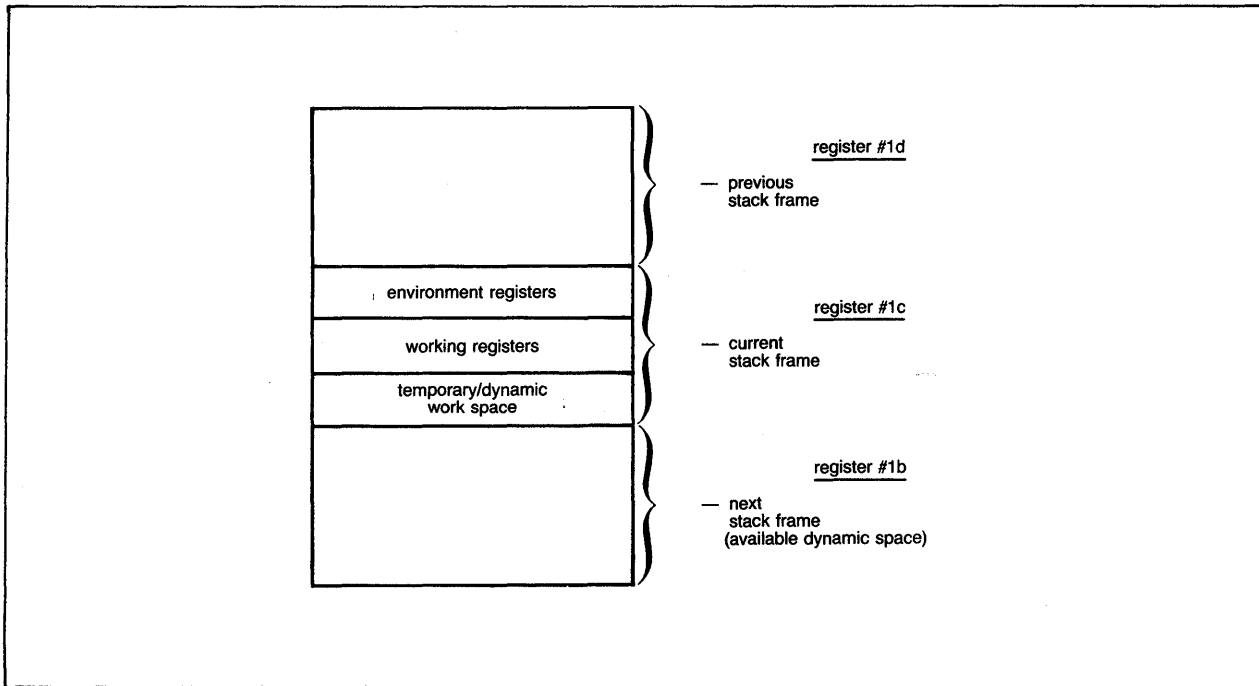 register #1d
— previous
stack frame
environment registers
working registers
temporary/dynamic
work space
register #1c
— current
stack frame
register #1b
— next
stack frame
(available dynamic space)